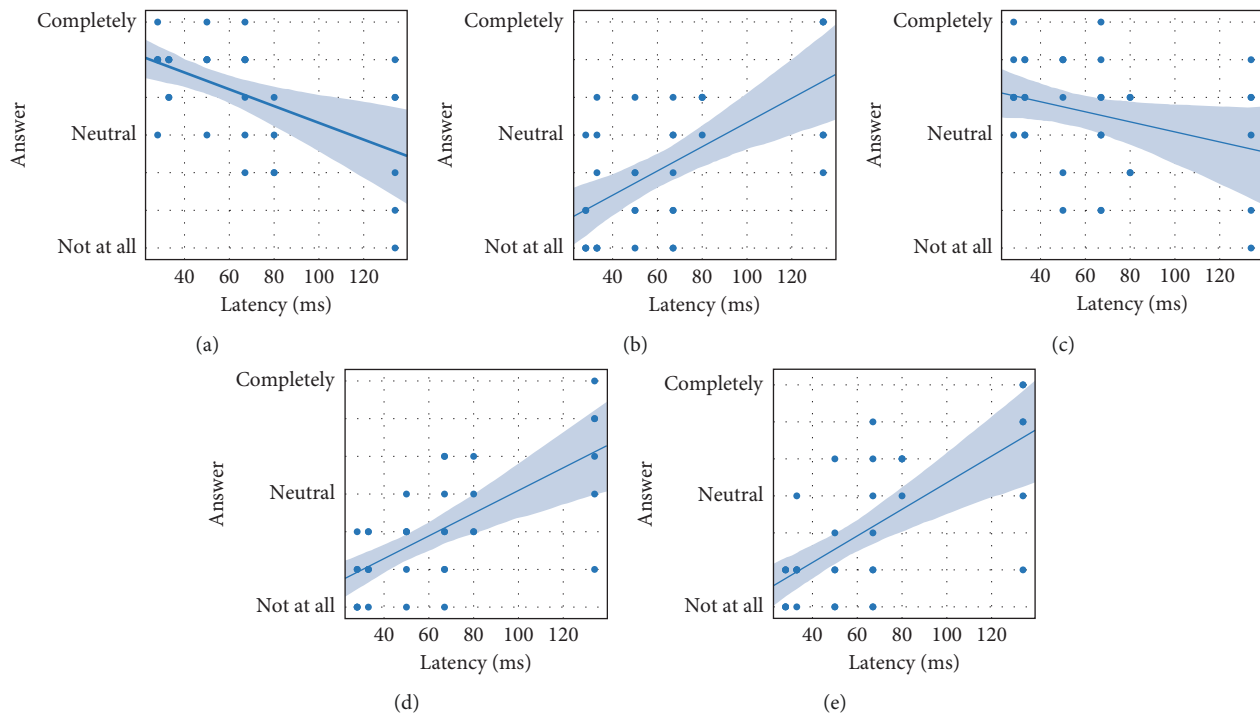 Completely
Neutral
Not at all
Answer
40 60 80 100 120
Latency (ms)
(a)
Completely
Neutral
Not at all
Answer
40 60 80 100 120
Latency (ms)
(b)
Completely
Neutral
Not at all
Answer
40 60 80 100 120
Latency (ms)
(c)
Completely
Neutral
Not at all
Answer
40 60 80 100 120
Latency (ms)
(d)
Completely
Neutral
Not at all
Answer
40 60 80 100 120
Latency (ms)
(e)